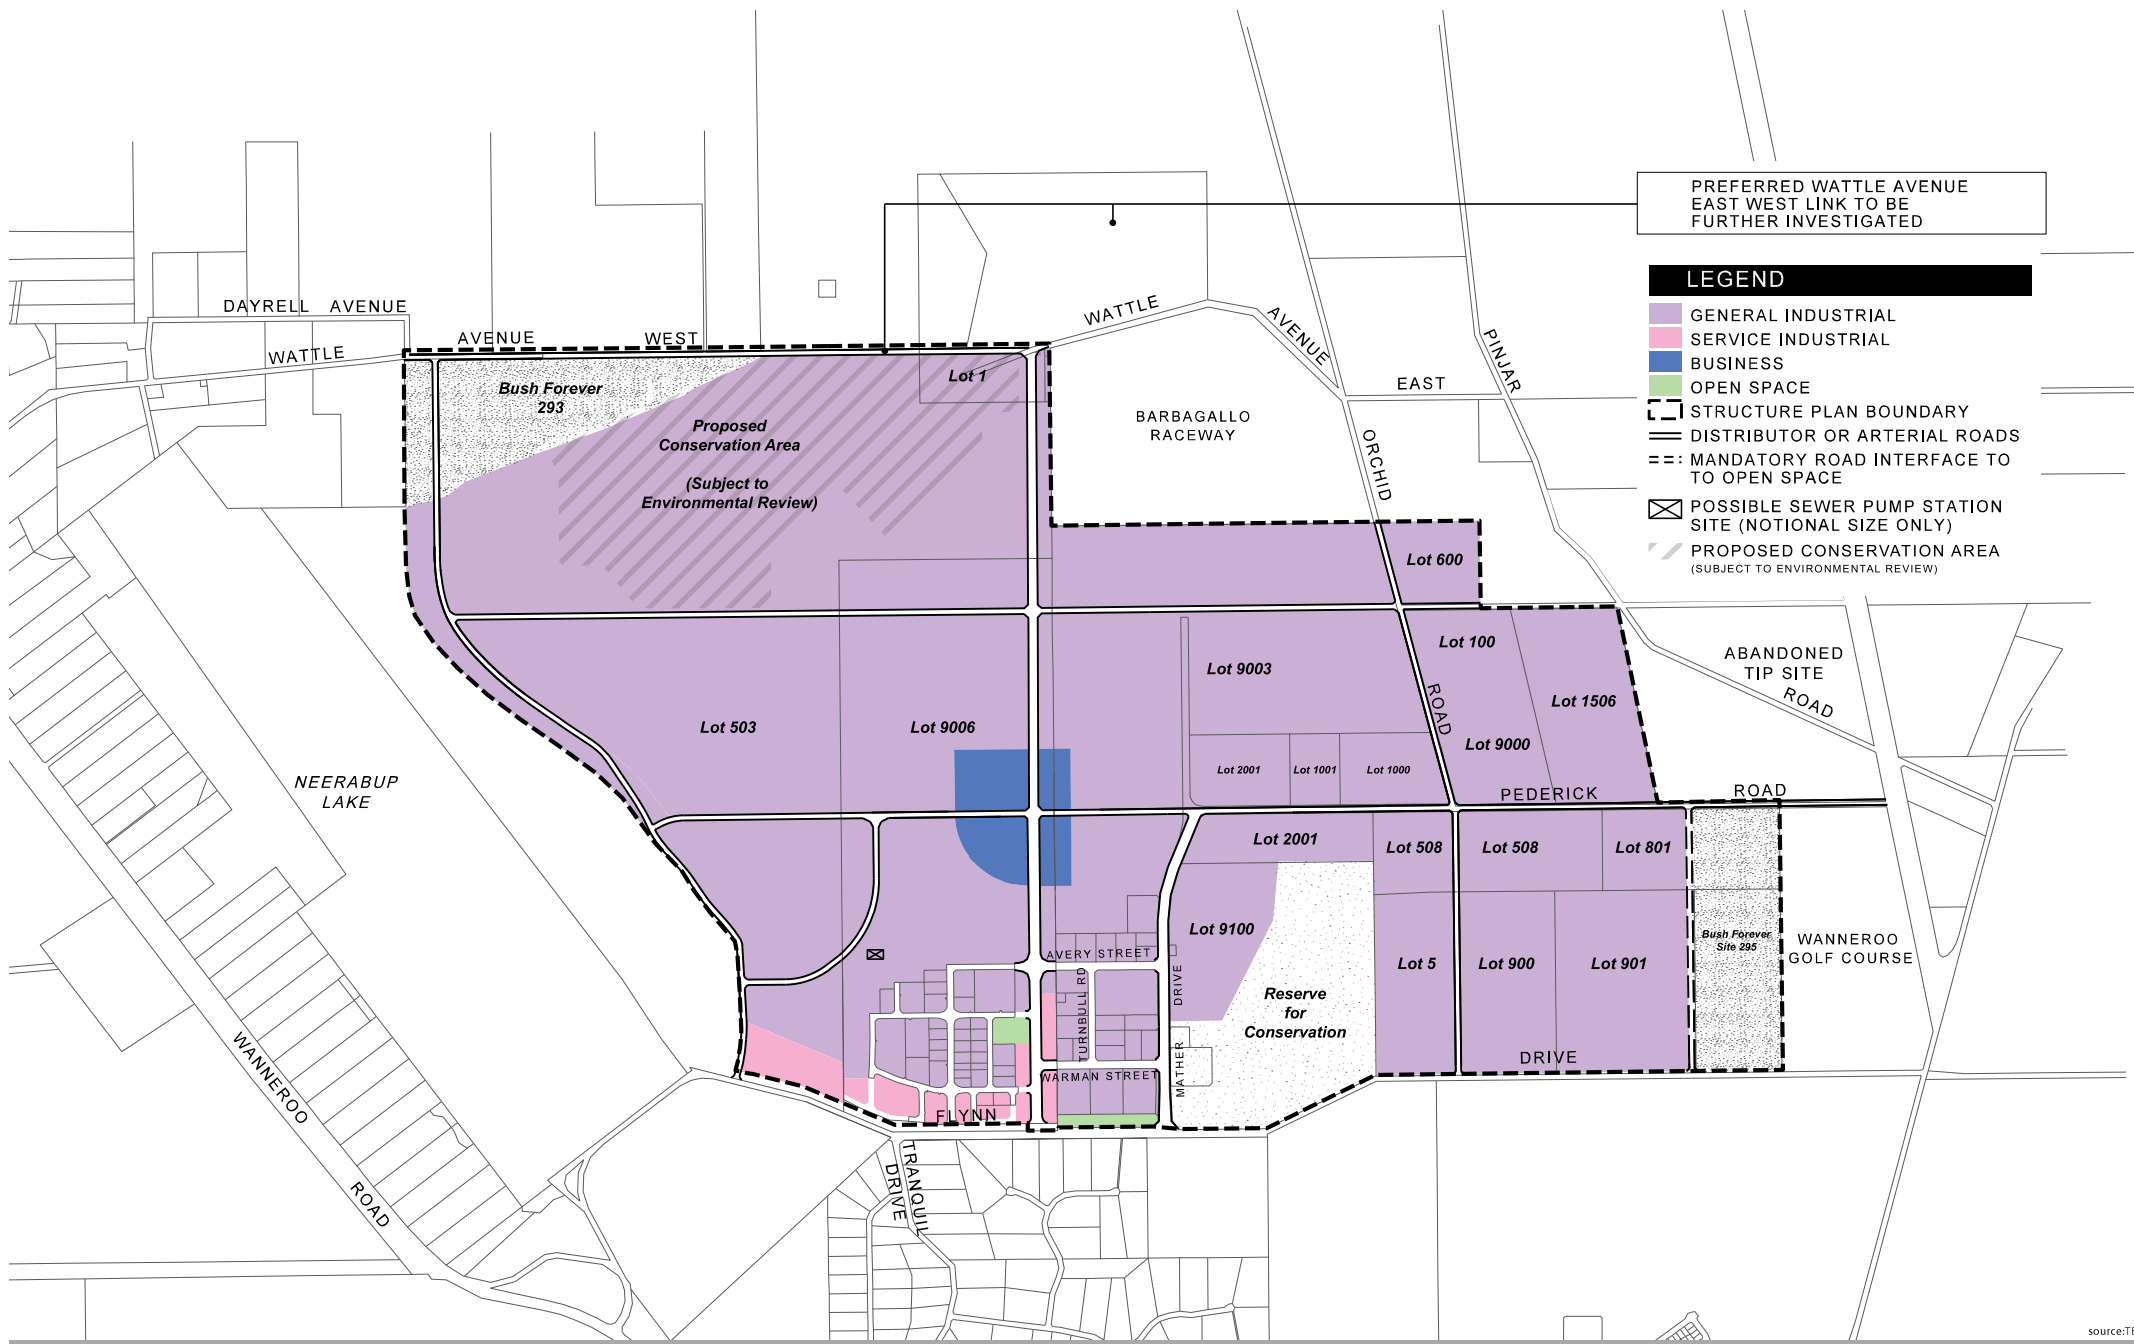 PREFERRED WATTLE AVENUE
EAST WEST LINK TO BE
FURTHER INVESTIGATED
LEGEND
GENERAL INDUSTRIAL
SERVICE INDUSTRIAL
BUSINESS
OPEN SPACE
STRUCTURE PLAN BOUNDARY
DISTRIBUTOR OR ARTERIAL ROADS
MANDATORY ROAD INTERFACE TO
TO OPEN SPACE
POSSIBLE SEWER PUMP STATION
SITE (NOTIONAL SIZE ONLY)
PROPOSED CONSERVATION AREA
(SUBJECT TO ENVIRONMENTAL REVIEW)
DAYRELL AVENUE
WATTLE
AVENUE
WEST
WATTLE
AVENUE
EAST
PINJAR
ROAD
ORCHID
ROAD
BARBAGALLO
RACEWAY
Bush Forever
293
Proposed
Conservation Area
(Subject to
Environmental Review)
Lot 1
Lot 600
Lot 100
Lot 1506
Lot 9003
Lot 9000
Lot 503
Lot 9006
Lot 2001
Lot 1001
Lot 1000
ABANDONED
TIP SITE
NEERABUP
LAKE
PEDERICK
ROAD
Lot 2001
Lot 508
Lot 508
Lot 801
Lot 9100
Lot 5
Lot 900
Lot 901
Bush Forever
Site 295
WANNEROO
GOLF COURSE
Reserve
for
Conservation
AVERY STREET
TURNBULL RD
MATHER
DRIVE
WARMAN STREET
FLYNN
DRIVE
TRANQUIL
DRIVE
WANNEROO
ROAD